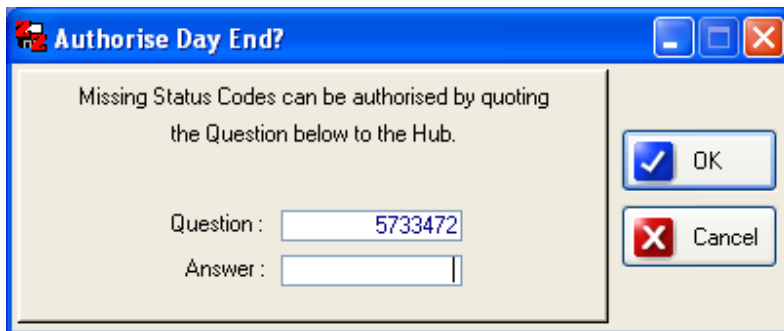 Authorise Day End?
Missing Status Codes can be authorised by quoting
the Question below to the Hub.
Question : 5733472
Answer :
OK
Cancel